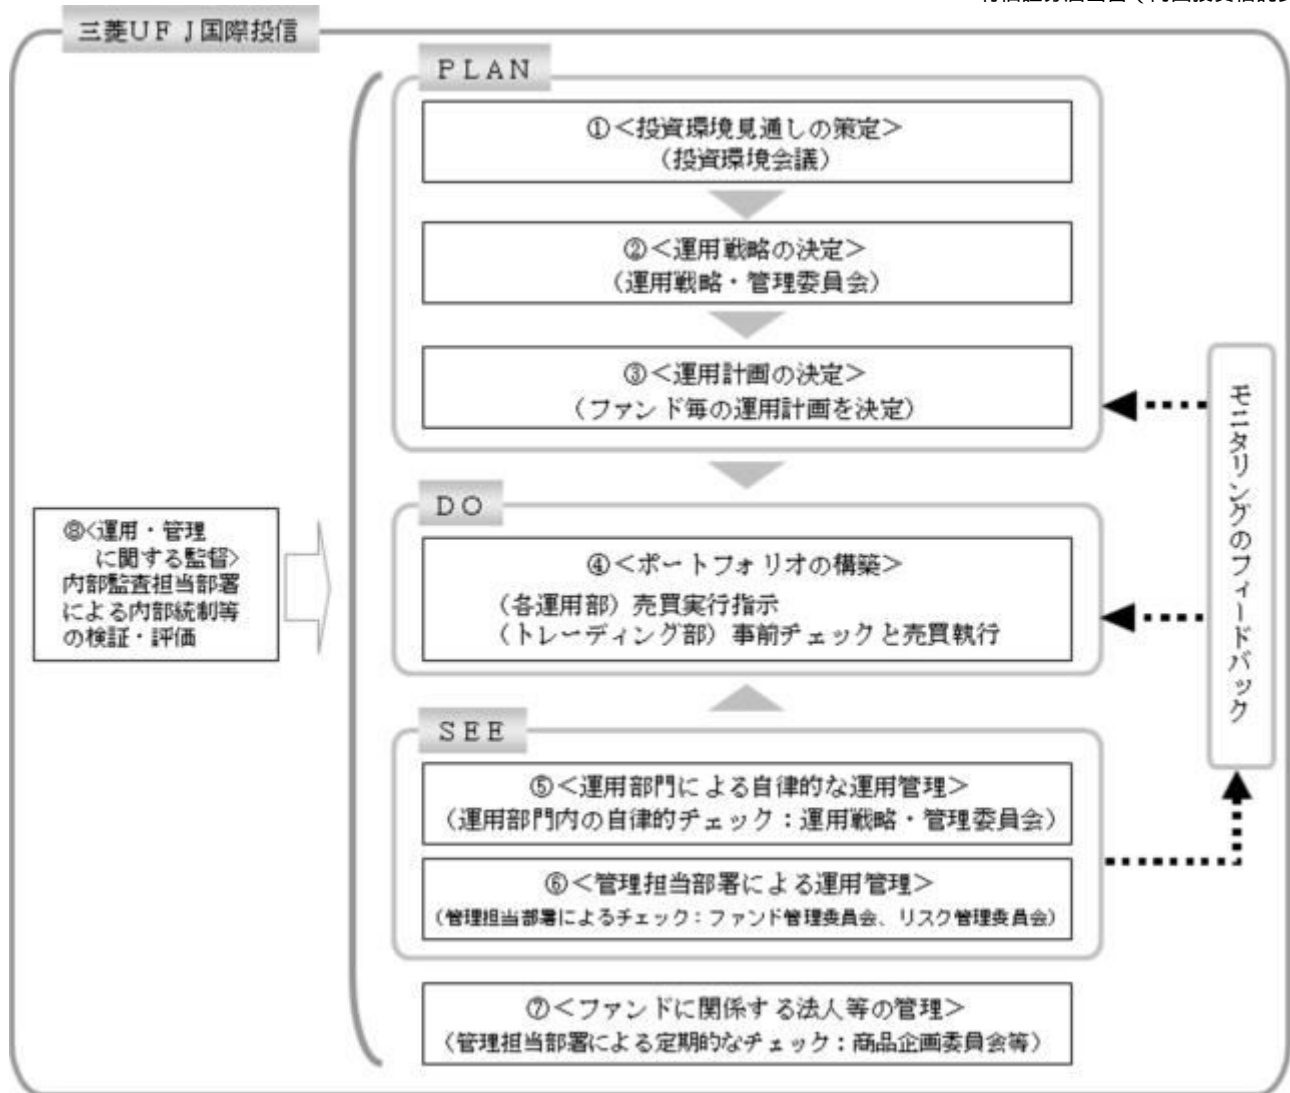 三菱UFJ国際投信
PLAN
①＜投資環境見通しの策定＞
（投資環境会議）
②＜運用戦略の決定＞
（運用戦略・管理委員会）
③＜運用計画の決定＞
（ファンド毎の運用計画を決定）
DO
④＜ポートフォリオの構築＞
（各運用部）売買実行指示
（トレーディング部）事前チェックと売買執行
SEE
⑤＜運用部門による自律的な運用管理＞
（運用部門内の自律的チェック：運用戦略・管理委員会）
⑥＜管理担当部署による運用管理＞
（管理担当部署によるチェック：ファンド管理委員会、リスク管理委員会）
⑦＜ファンドに関係する法人等の管理＞
（管理担当部署による定期的なチェック：商品企画委員会等）
⑧＜運用・管理
に関する監督＞
内部監査担当部署
による内部統制等
の検証・評価
モニタリングのフィードバック